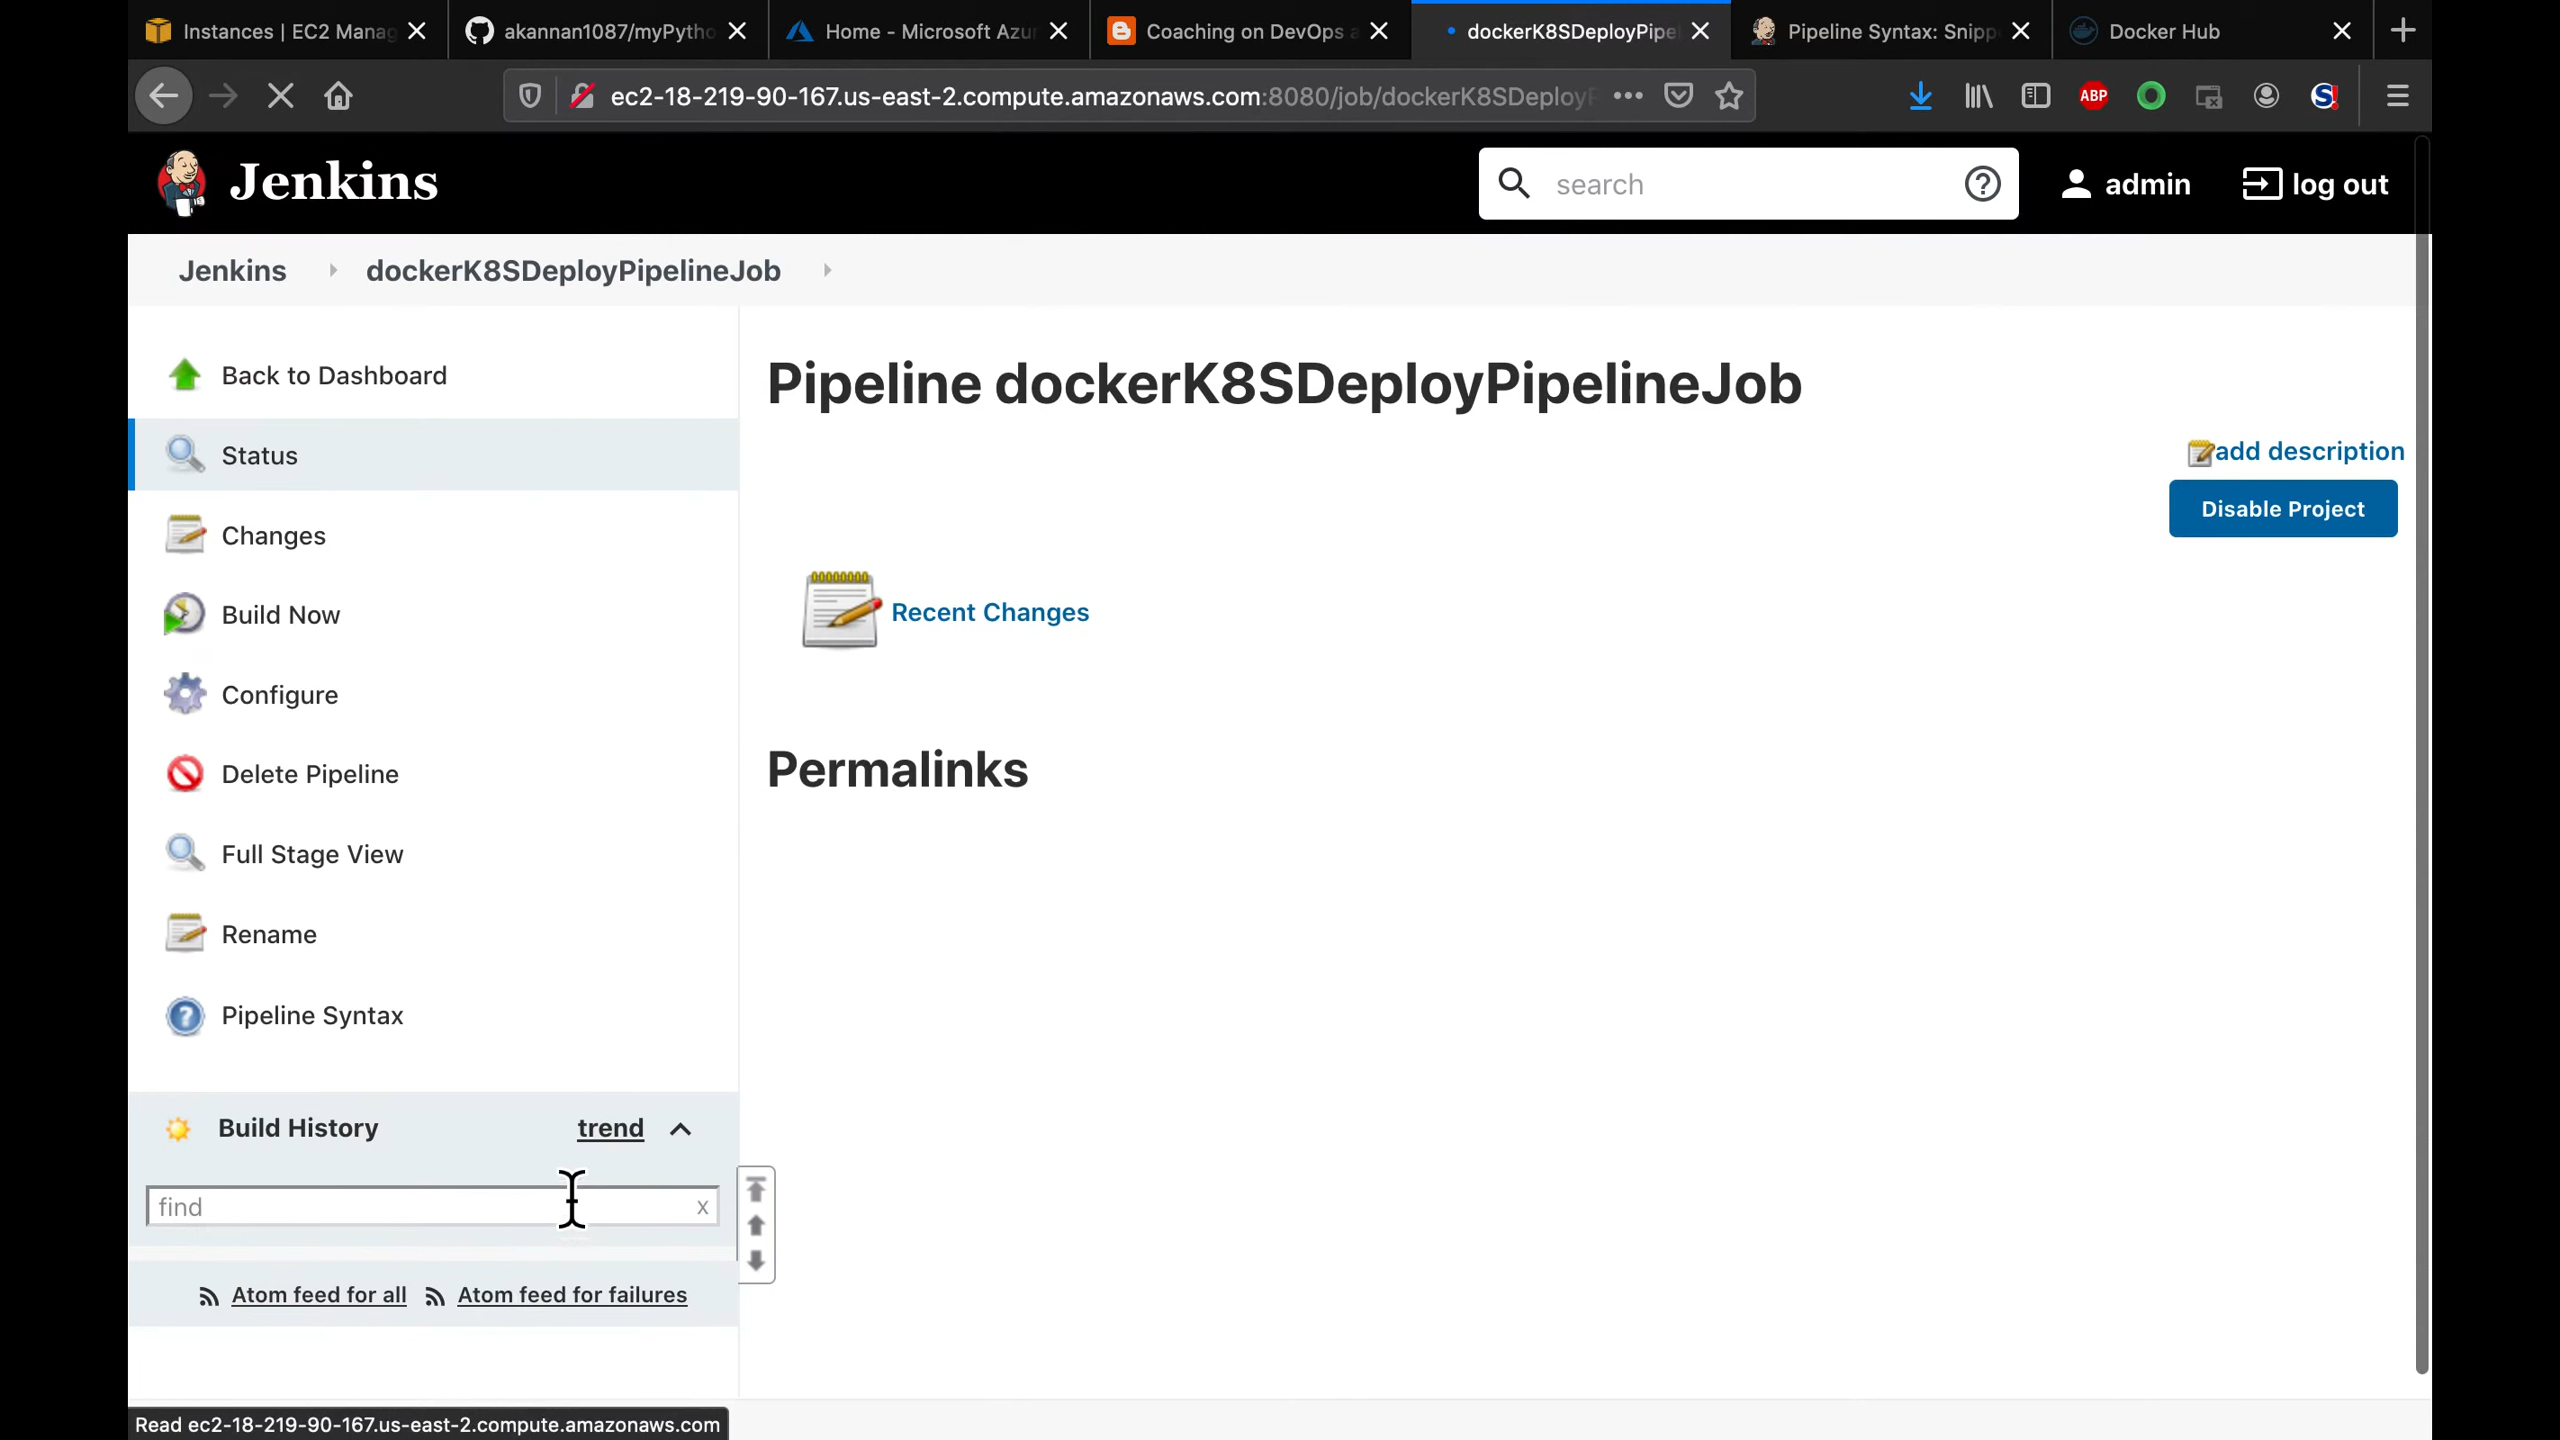 Instances | EC2 Manag
akannan1087/myPytho
Home - Microsoft Azur
Coaching on DevOps a
dockerK8SDeployPipel
Pipeline Syntax: Snipp
Docker Hub
ec2-18-219-90-167.us-east-2.compute.amazonaws.com:8080/job/dockerK8SDeployP
ABP
Jenkins
search
admin
log out
Jenkins
dockerK8SDeployPipelineJob
Back to Dashboard
Status
Changes
Build Now
Configure
Delete Pipeline
Full Stage View
Rename
Pipeline Syntax
Build History
trend
find
x
Atom feed for all
Atom feed for failures
Pipeline dockerK8SDeployPipelineJob
add description
Disable Project
Recent Changes
Permalinks
Read ec2-18-219-90-167.us-east-2.compute.amazonaws.com